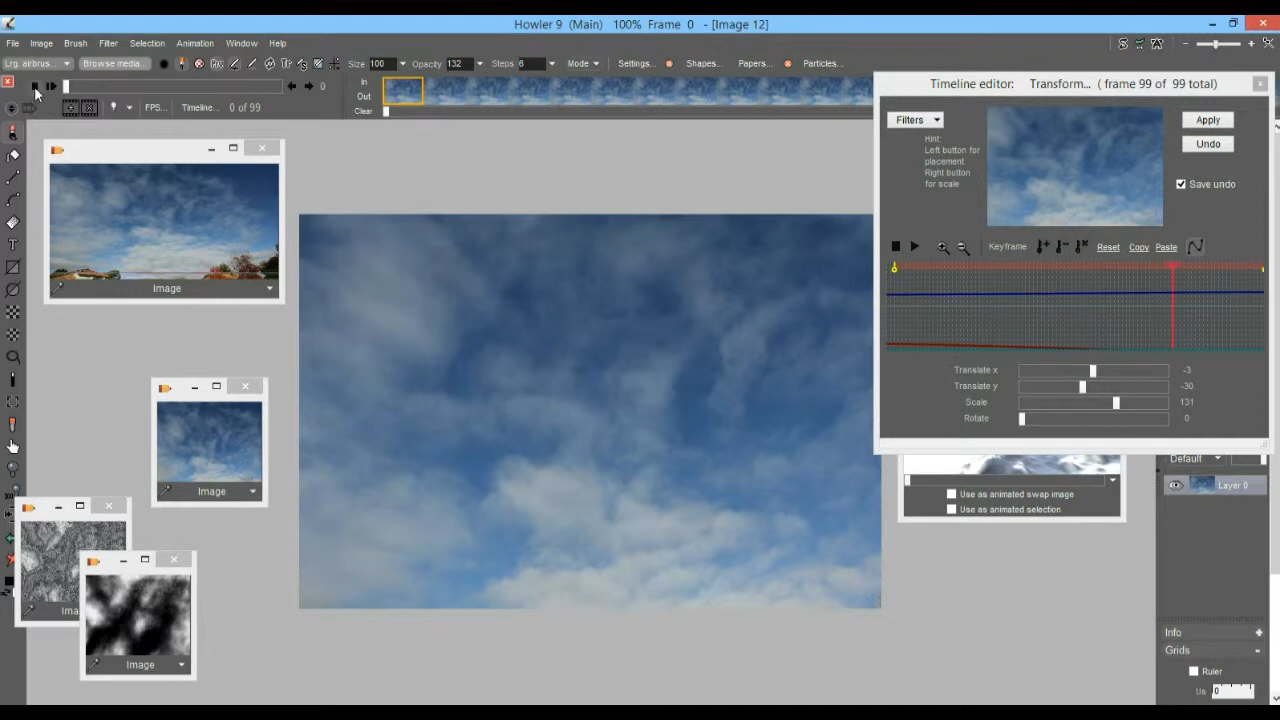 Howler 9 (Main) 100% Frame 0 - [Image 12]
File Image Brush Filter Selection Animation Window Help
Lrg. airbrus... Browse media... Size 100 Opacity 132 Steps 6 Mode Settings... Shapes... Papers... Particles...
In
Out
Clear
0
FPS... Timeline... 0 of 99
Timeline editor: Transform... ( frame 99 of 99 total)
Filters
Apply
Undo
Save undo
Hint:
Left button for
placement
Right button
for scale
Keyframe Reset Copy Paste
Translate x -3
Translate y -30
Scale 131
Rotate 0
Image
Image
Ima
Image
Default
Layer 0
Use as animated swap image
Use as animated selection
Info
Grids
Ruler
Us 0